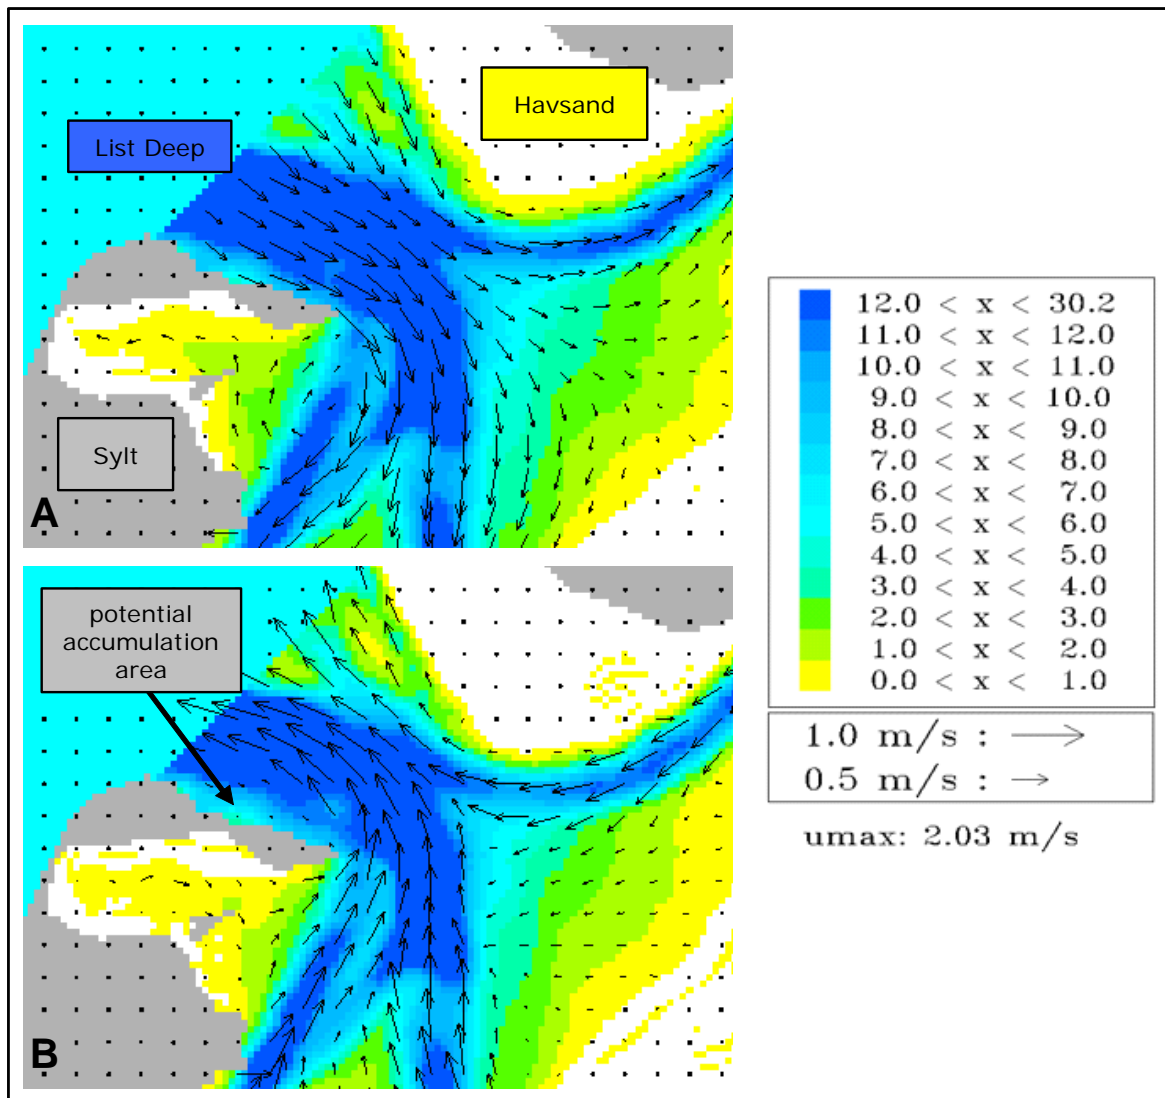 Havsand
List Deep
Sylt
A
potential
accumulation
area
B
12.0 < x < 30.2
11.0 < x < 12.0
10.0 < x < 11.0
9.0 < x < 10.0
8.0 < x < 9.0
7.0 < x < 8.0
6.0 < x < 7.0
5.0 < x < 6.0
4.0 < x < 5.0
3.0 < x < 4.0
2.0 < x < 3.0
1.0 < x < 2.0
0.0 < x < 1.0
1.0 m/s :
0.5 m/s :
umax: 2.03 m/s